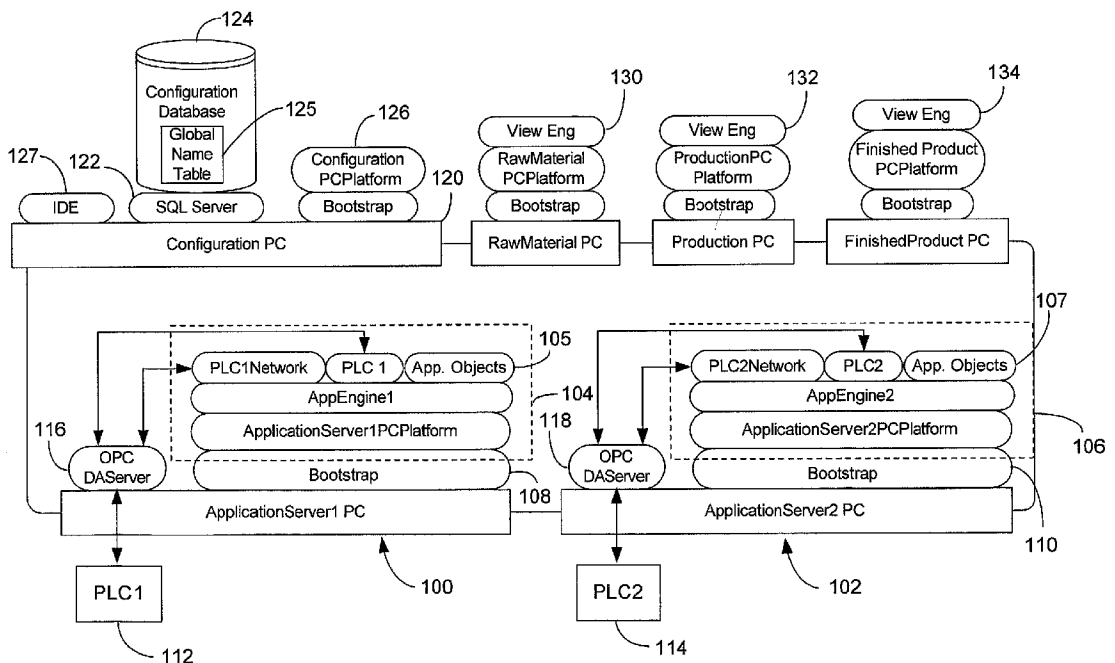 124
Configuration
Database
125
Global
Name
Table
126
130
132
134
127
122
120
View Eng
View Eng
View Eng
Configuration
PCPlatform
RawMaterial
PCPlatform
ProductionPC
Platform
Finished Product
PCPlatform
IDE
SQL Server
Bootstrap
Bootstrap
Bootstrap
Bootstrap
Configuration PC
RawMaterial PC
Production PC
FinishedProduct PC
105
107
PLC1Network
PLC 1
App. Objects
PLC2Network
PLC2
App. Objects
AppEngine1
104
AppEngine2
116
118
106
ApplicationServer1PCPlatform
ApplicationServer2PCPlatform
OPC
DAServer
OPC
DAServer
Bootstrap
108
Bootstrap
110
ApplicationServer1 PC
ApplicationServer2 PC
100
102
PLC1
PLC2
112
114